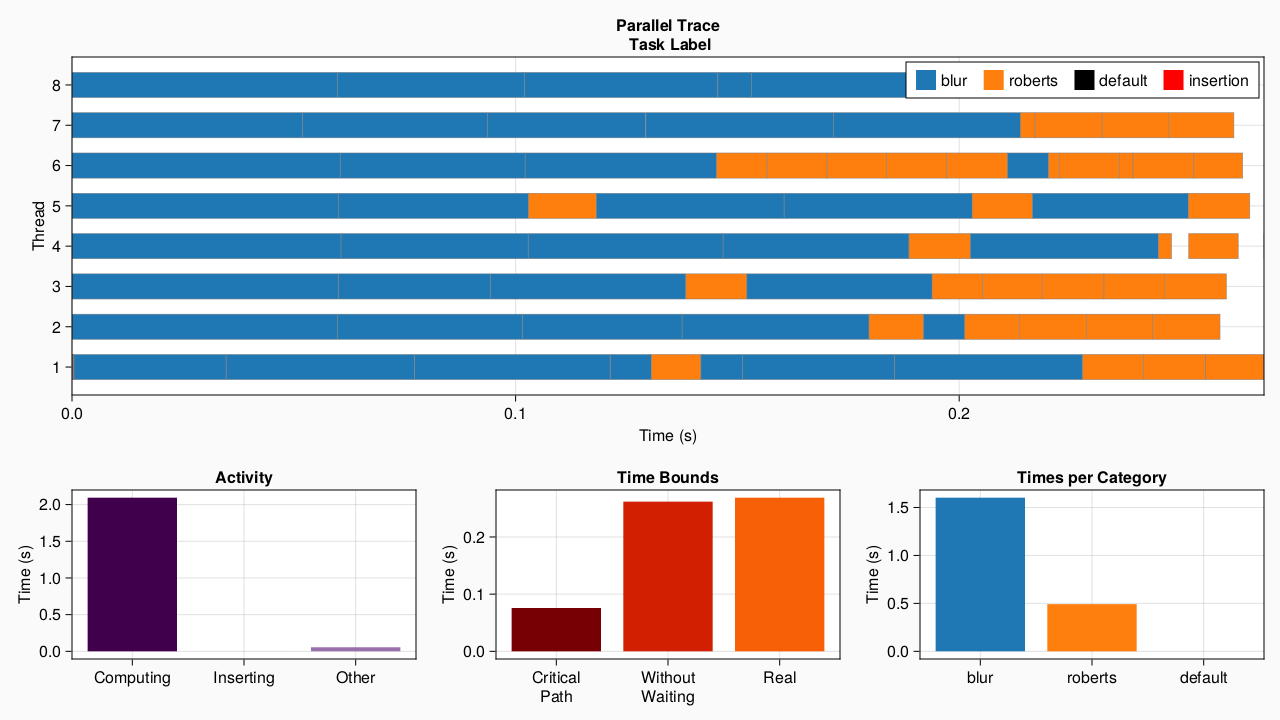 Parallel Trace
Task Label
blur roberts default insertion
8
7
6
5
4
3
2
1
Thread
0.0 0.1 0.2
Time (s)
Activity
2.0
1.5
1.0
0.5
0.0
Time (s)
Computing Inserting Other
Time Bounds
0.2
0.1
0.0
Time (s)
Critical Path Without Waiting Real
Times per Category
1.5
1.0
0.5
0.0
Time (s)
blur roberts default